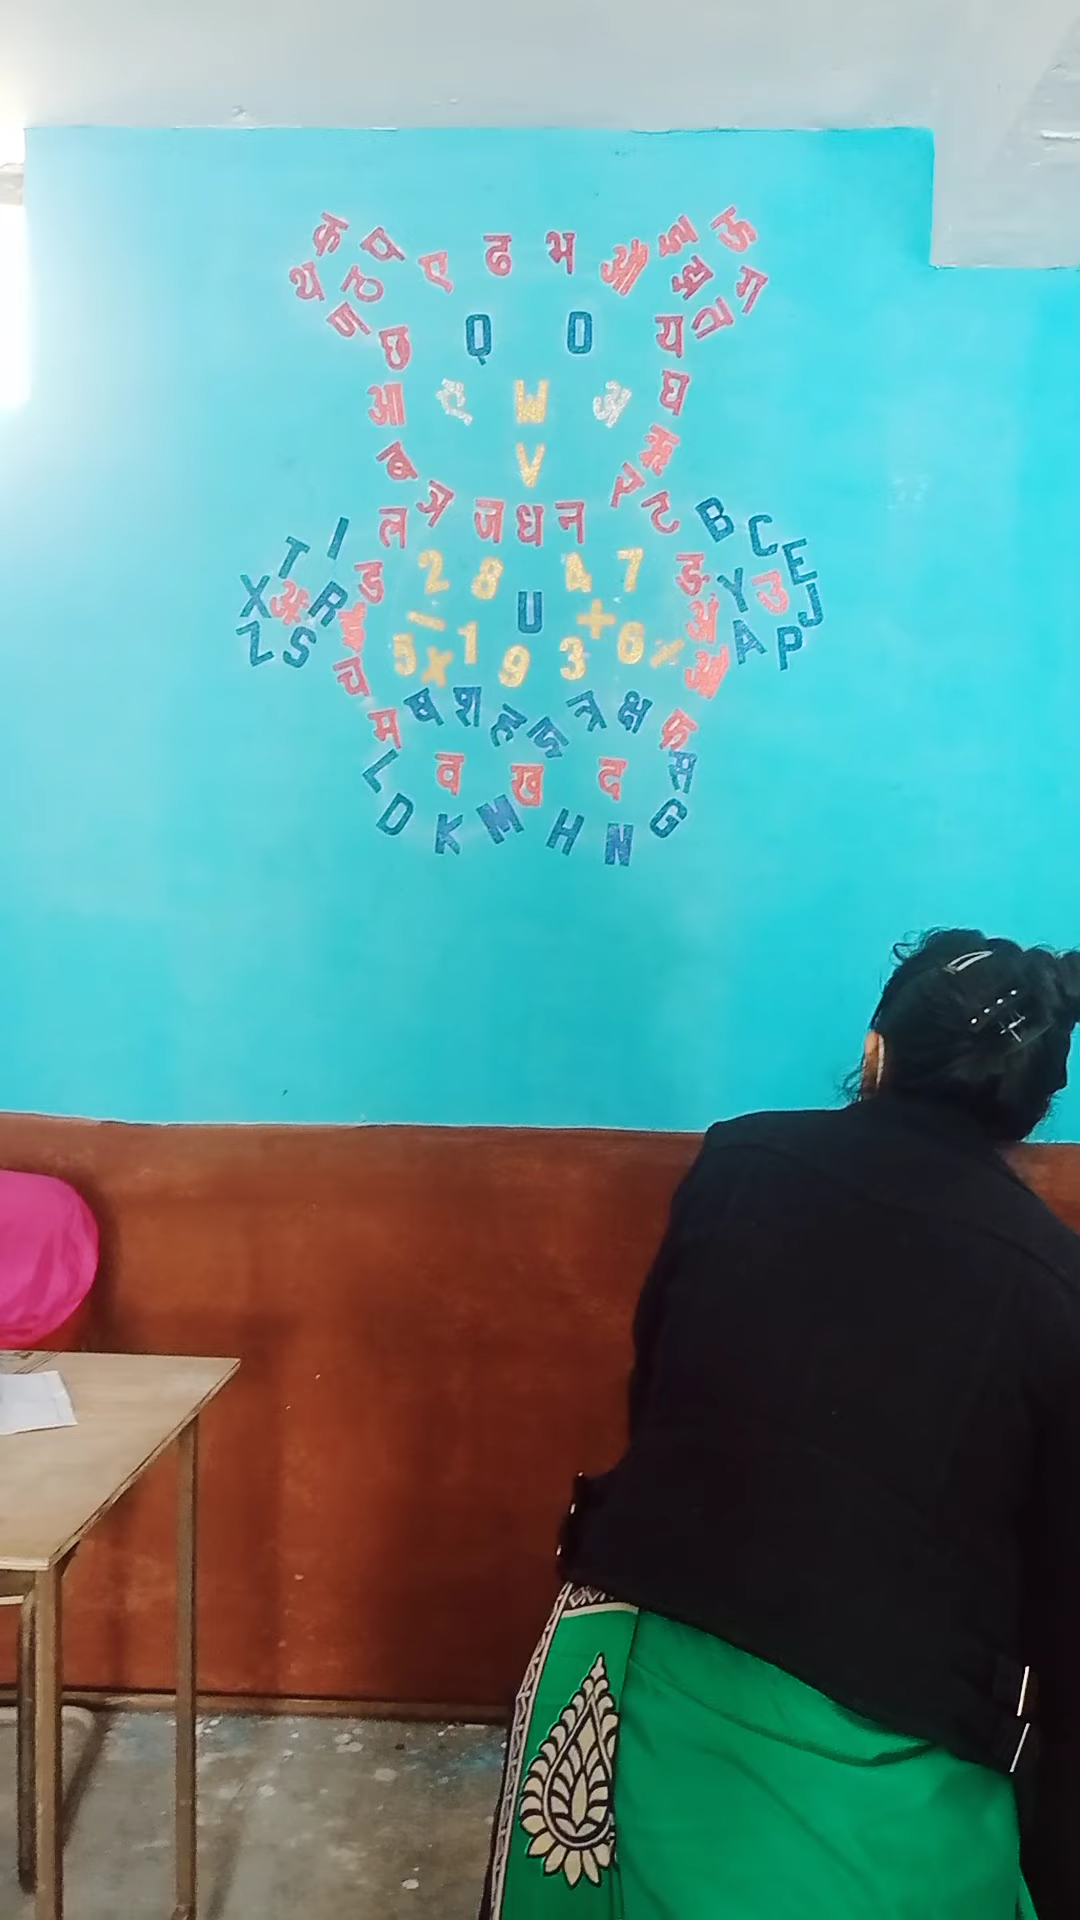 क प ए ढ भ औ झ ऊ
थ ठ ख ग
ण छ Q O य
आ ऐ W अ घ
ब V ऋ
ञ ज ध न र ट B C
ल I T E
ड 2 8 4 7 ङ Y उ
X R U + अं J
Z S ई 5 - 1 9 3 6 A P
× ÷
च ष श ह ज्ञ त्र क्ष ओ
म व ख द स
L D K M H N G